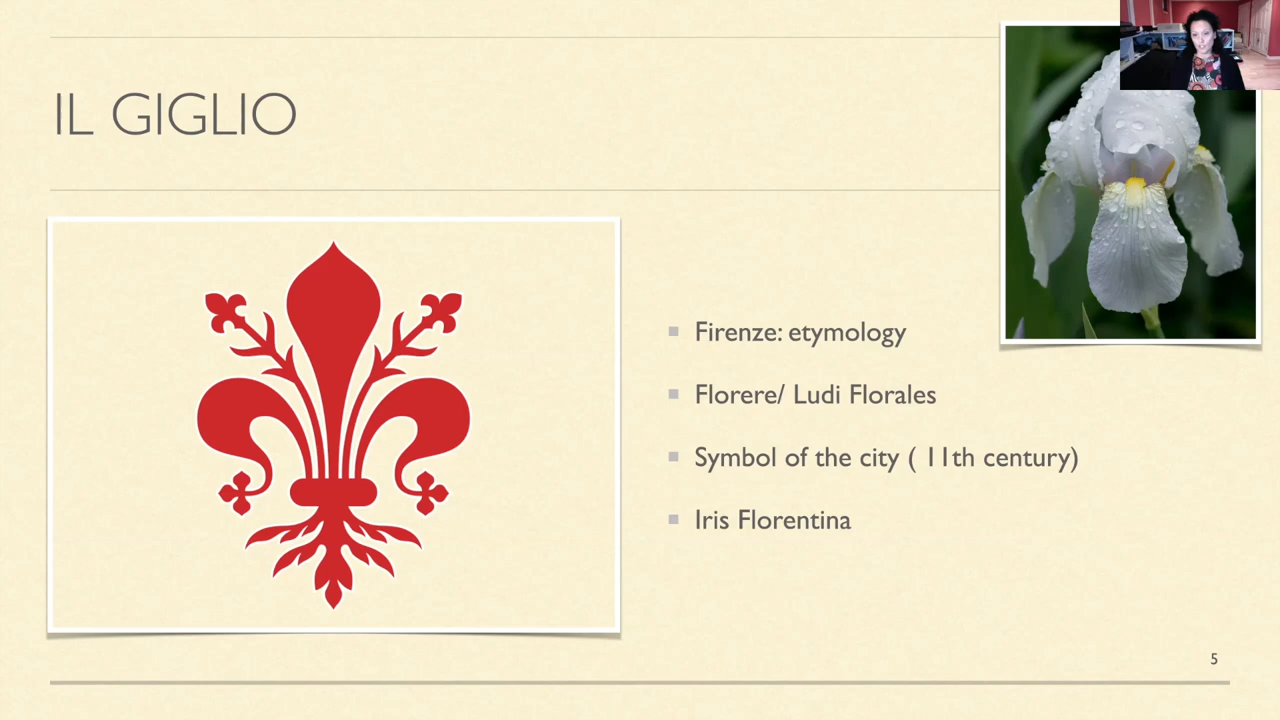 IL GIGLIO
Firenze: etymology
Florere/ Ludi Florales
Symbol of the city ( 11th century)
Iris Florentina
5